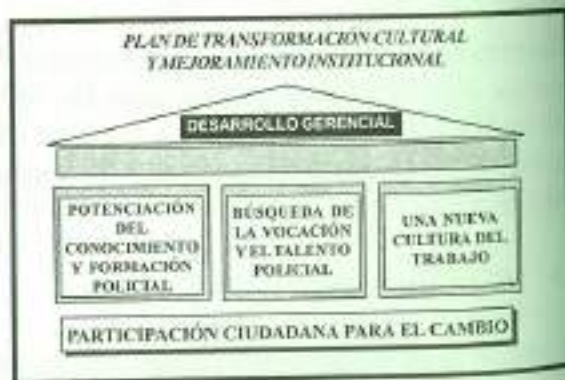 PLAN DE TRANSFORMACIÓN CULTURAL
Y MEJORAMIENTO INSTITUCIONAL
DESARROLLO GERENCIAL
POTENCIACIÓN
DEL
CONOCIMIENTO
Y FORMACIÓN
POLICIAL
BÚSQUEDA DE
LA VOCACIÓN
Y EL TALENTO
POLICIAL
UNA NUEVA
CULTURA DEL
TRABAJO
PARTICIPACIÓN CIUDADANA PARA EL CAMBIO